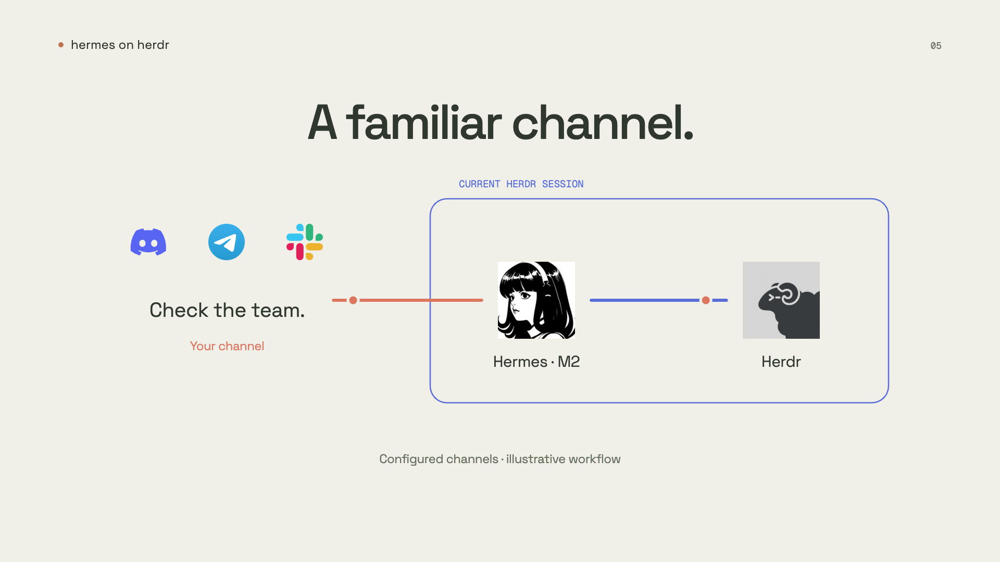 hermes on herdr
05
A familiar channel.
CURRENT HERDR SESSION
Check the team.
Your channel
Hermes · M2
Herdr
Configured channels · illustrative workflow